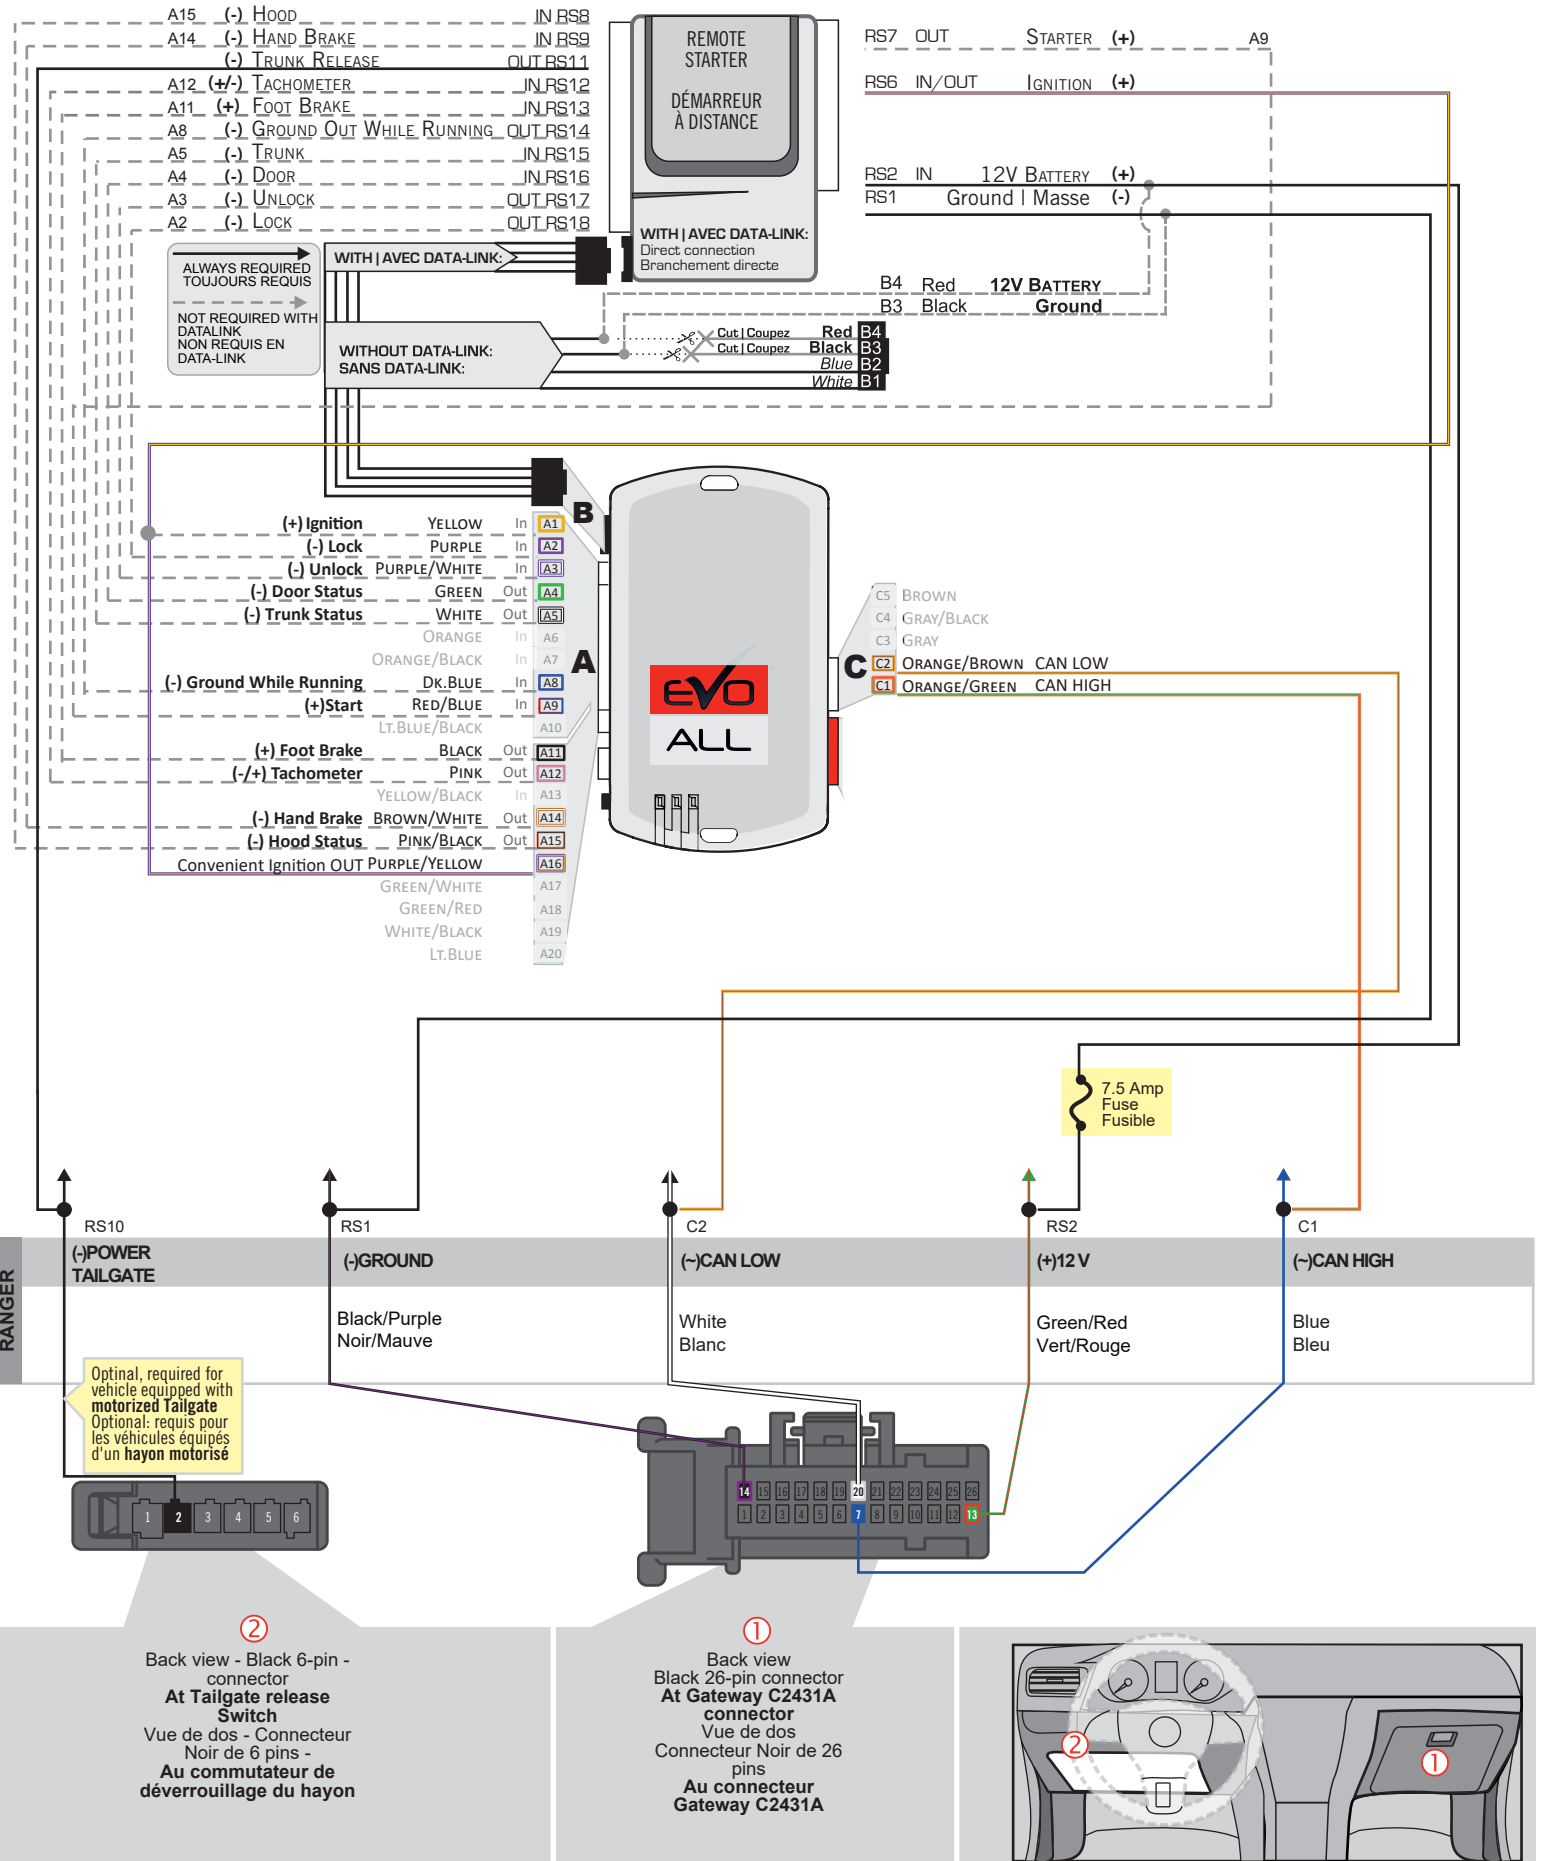 A15 (-) HOOD IN RS8
A14 (-) HAND BRAKE IN RS9
(-) TRUNK RELEASE OUT RS11
A12 (+/-) TACHOMETER IN RS12
A11 (+) FOOT BRAKE IN RS13
A8 (-) GROUND OUT WHILE RUNNING OUT RS14
A5 (-) TRUNK IN RS15
A4 (-) DOOR IN RS16
A3 (-) UNLOCK OUT RS17
A2 (-) LOCK OUT RS18
REMOTE
STARTER
DÉMARREUR
À DISTANCE
WITH | AVEC DATA-LINK:
Direct connection
Branchement directe
RS7 OUT STARTER (+) A9
RS6 IN/OUT IGNITION (+)
RS2 IN 12V BATTERY (+)
RS1 Ground | Masse (-)
ALWAYS REQUIRED
TOUJOURS REQUIS
NOT REQUIRED WITH
DATALINK
NON REQUIS EN
DATA-LINK
WITH | AVEC DATA-LINK:
WITHOUT DATA-LINK:
SANS DATA-LINK:
B4 Red 12V BATTERY
B3 Black Ground
Cut | Coupez Red B4
Cut | Coupez Black B3
Blue B2
White B1
B
(+) Ignition YELLOW In A1
(-) Lock PURPLE In A2
(-) Unlock PURPLE/WHITE In A3
(-) Door Status GREEN Out A4
(-) Trunk Status WHITE Out A5
ORANGE In A6
ORANGE/BLACK In A7
(-) Ground While Running DK.BLUE In A8
(+)Start RED/BLUE In A9
LT.BLUE/BLACK A10
(+) Foot Brake BLACK Out A11
(-/+) Tachometer PINK Out A12
YELLOW/BLACK In A13
(-) Hand Brake BROWN/WHITE Out A14
(-) Hood Status PINK/BLACK Out A15
Convenient Ignition OUT PURPLE/YELLOW A16
GREEN/WHITE A17
GREEN/RED A18
WHITE/BLACK A19
LT.BLUE A20
A
EVO
ALL
C
C5 BROWN
C4 GRAY/BLACK
C3 GRAY
C2 ORANGE/BROWN CAN LOW
C1 ORANGE/GREEN CAN HIGH
7.5 Amp
Fuse
Fusible
RS10 RS1 C2 RS2 C1
RANGER
(-)POWER
TAILGATE
(-)GROUND
(~)CAN LOW
(+)12 V
(~)CAN HIGH
Black/Purple
Noir/Mauve
White
Blanc
Green/Red
Vert/Rouge
Blue
Bleu
Optinal, required for
vehicle equipped with
motorized Tailgate
Optional: requis pour
les véhicules équipés
d'un hayon motorisé
1 2 3 4 5 6
14 15 16 17 18 19 20 21 22 23 24 25 26
1 2 3 4 5 6 7 8 9 10 11 12 13
2
Back view - Black 6-pin -
connector
At Tailgate release
Switch
Vue de dos - Connecteur
Noir de 6 pins -
Au commutateur de
déverrouillage du hayon
1
Back view
Black 26-pin connector
At Gateway C2431A
connector
Vue de dos
Connecteur Noir de 26
pins
Au connecteur
Gateway C2431A
2
1